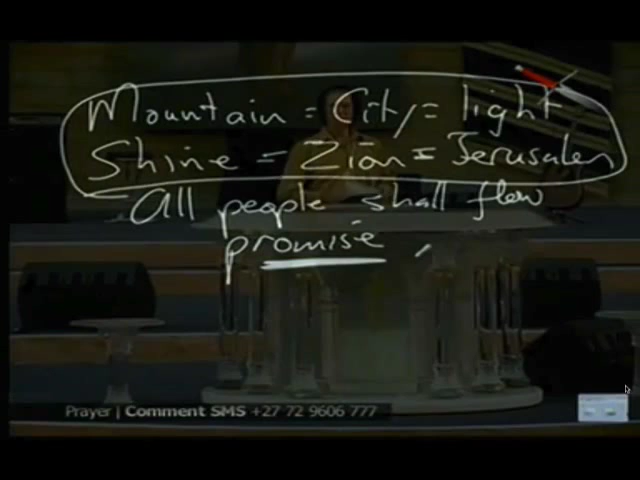 Mountain = City = light
Shine = Zion = Jerusalem
All people shall flow
promise
Prayer | Comment SMS +27 72 9606 777